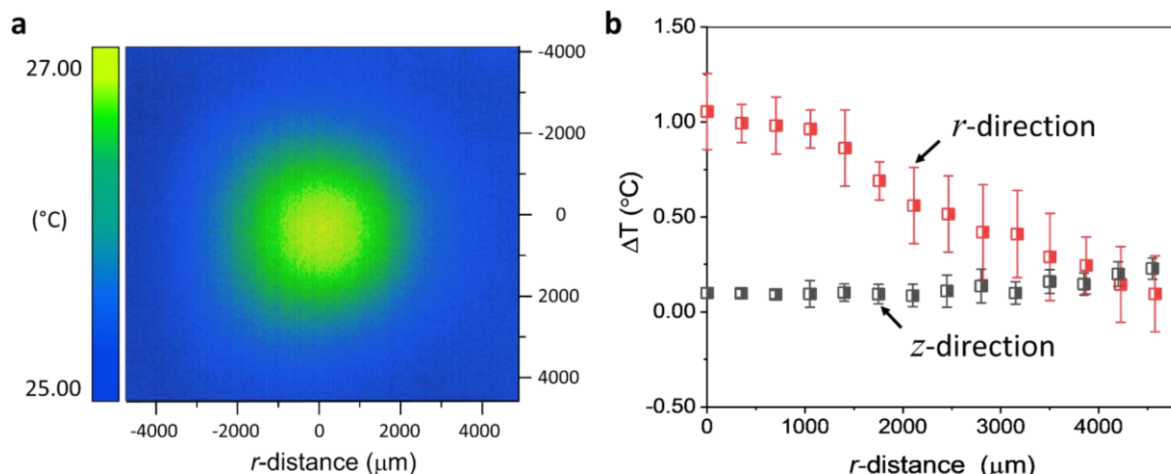 a
27.00
(°C)
25.00
-4000
-2000
0
2000
4000
-4000 -2000 0 2000 4000
r-distance (μm)
b
1.50
1.00
0.50
0.00
-0.50
ΔT (°C)
r-direction
z-direction
0 1000 2000 3000 4000
r-distance (μm)